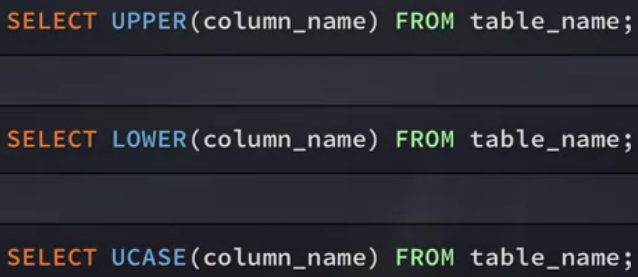 SELECT UPPER(column_name) FROM table_name;
SELECT LOWER(column_name) FROM table_name;
SELECT UCASE(column_name) FROM table_name;